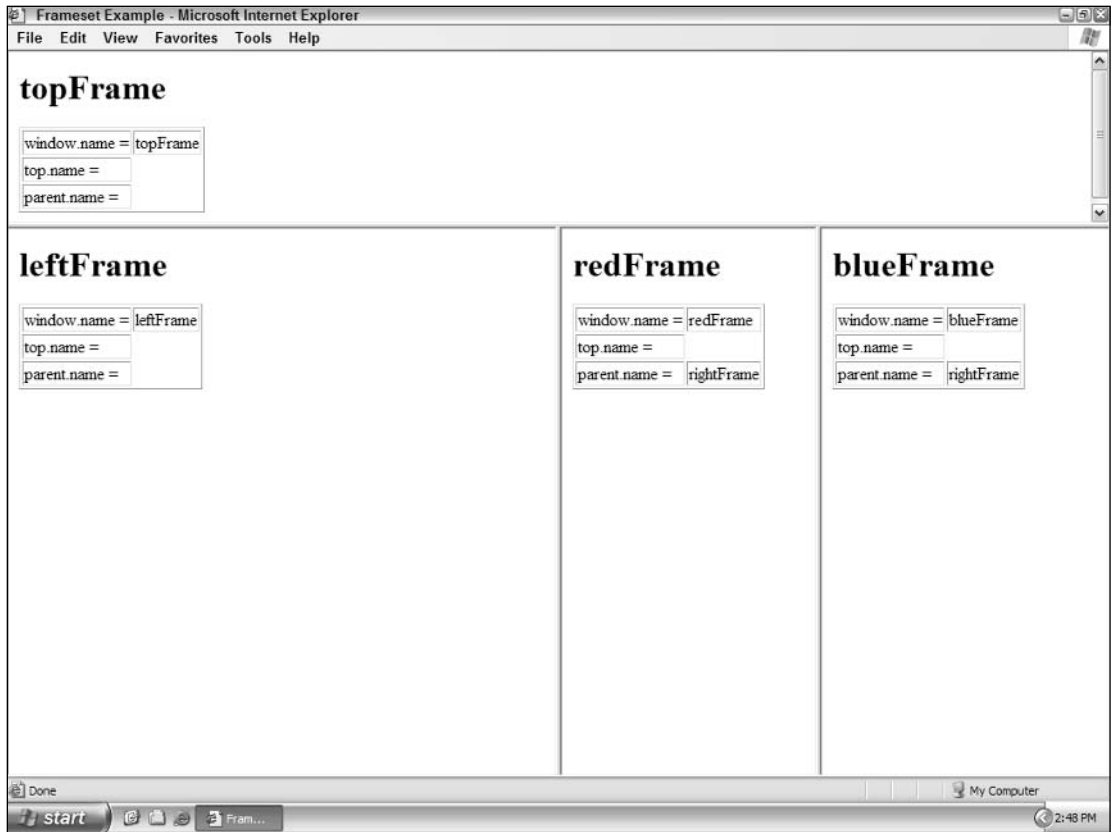 Frameset Example - Microsoft Internet Explorer
File Edit View Favorites Tools Help
topFrame
window.name = topFrame
top.name =
parent.name =
leftFrame
window.name = leftFrame
top.name =
parent.name =
redFrame
window.name = redFrame
top.name =
parent.name = rightFrame
blueFrame
window.name = blueFrame
top.name =
parent.name = rightFrame
Done
My Computer
start
Fram...
2:48 PM